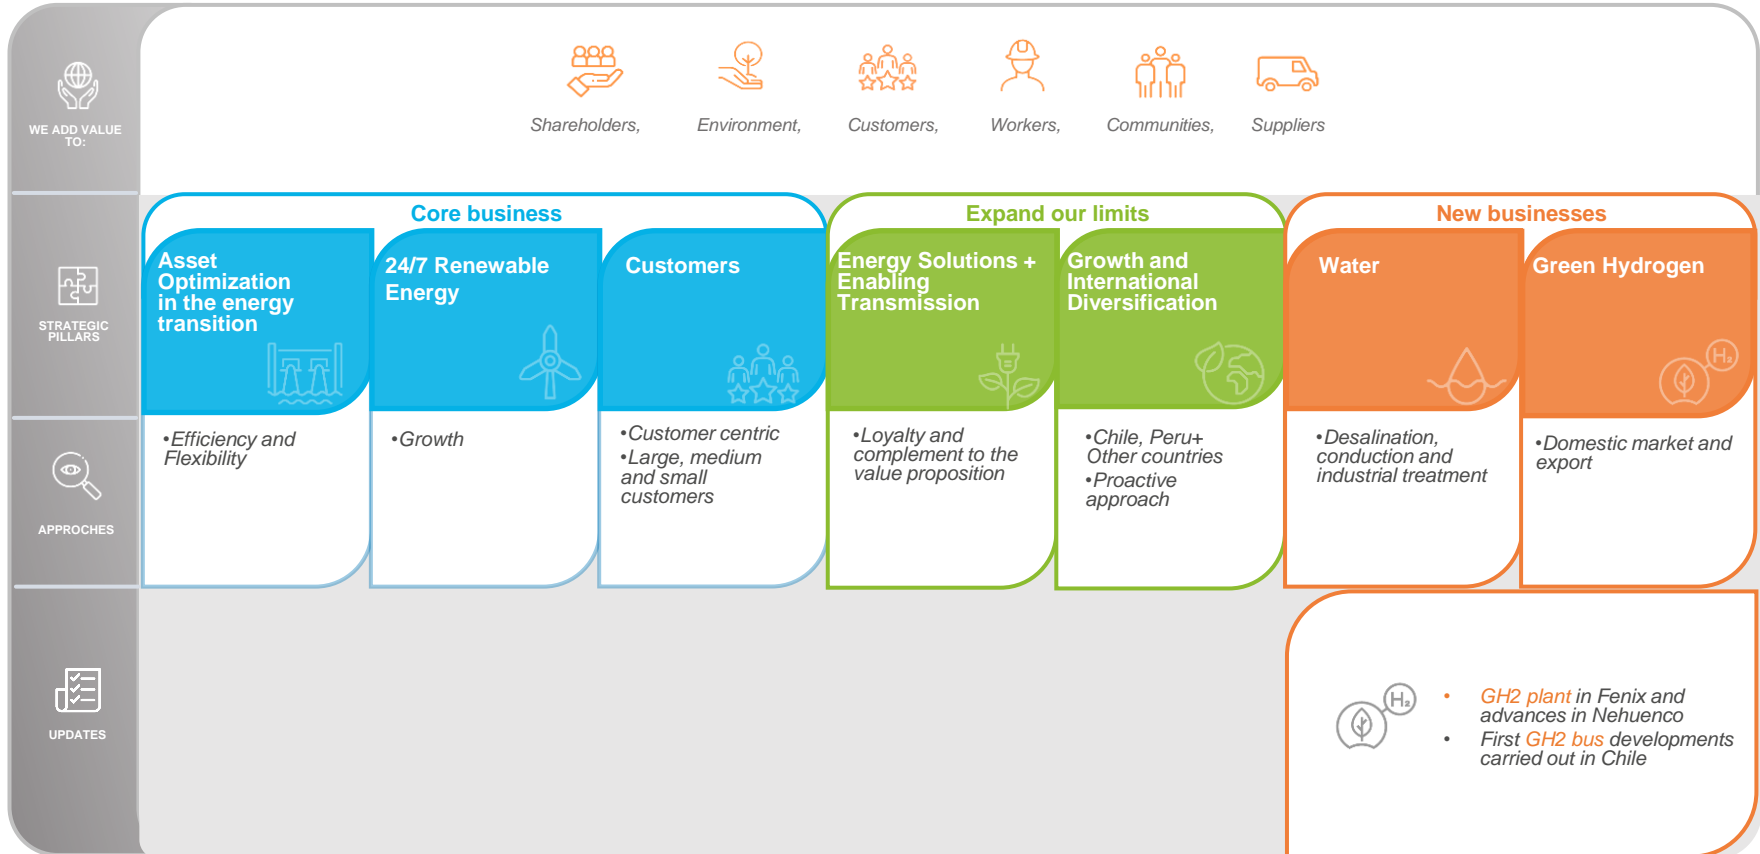 WE ADD VALUE
TO:
Shareholders,
Environment,
Customers,
Workers,
Communities,
Suppliers
STRATEGIC
PILLARS
Core business
Asset
Optimization
in the energy
transition
24/7 Renewable
Energy
Customers
Expand our limits
Energy Solutions +
Enabling
Transmission
Growth and
International
Diversification
New businesses
Water
Green Hydrogen
H₂
APPROCHES
•Efficiency and
Flexibility
•Growth
•Customer centric
•Large, medium
and small
customers
•Loyalty and
complement to the
value proposition
•Chile, Peru+
Other countries
•Proactive
approach
•Desalination,
conduction and
industrial treatment
•Domestic market and
export
UPDATES
H₂
• GH2 plant in Fenix and
advances in Nehuenco
• First GH2 bus developments
carried out in Chile